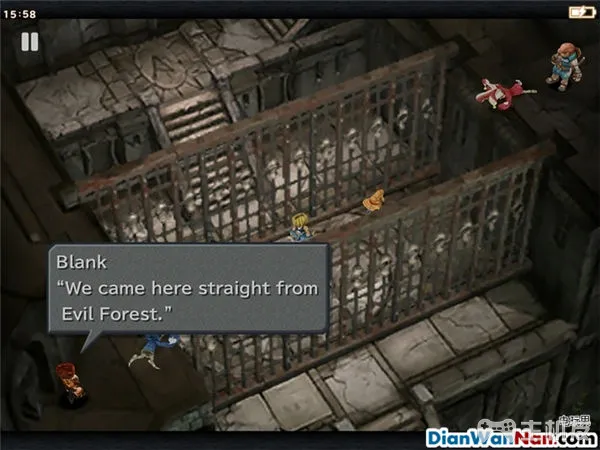 15:58
Blank
“We came here straight from
Evil Forest.”
DianWanNan.com